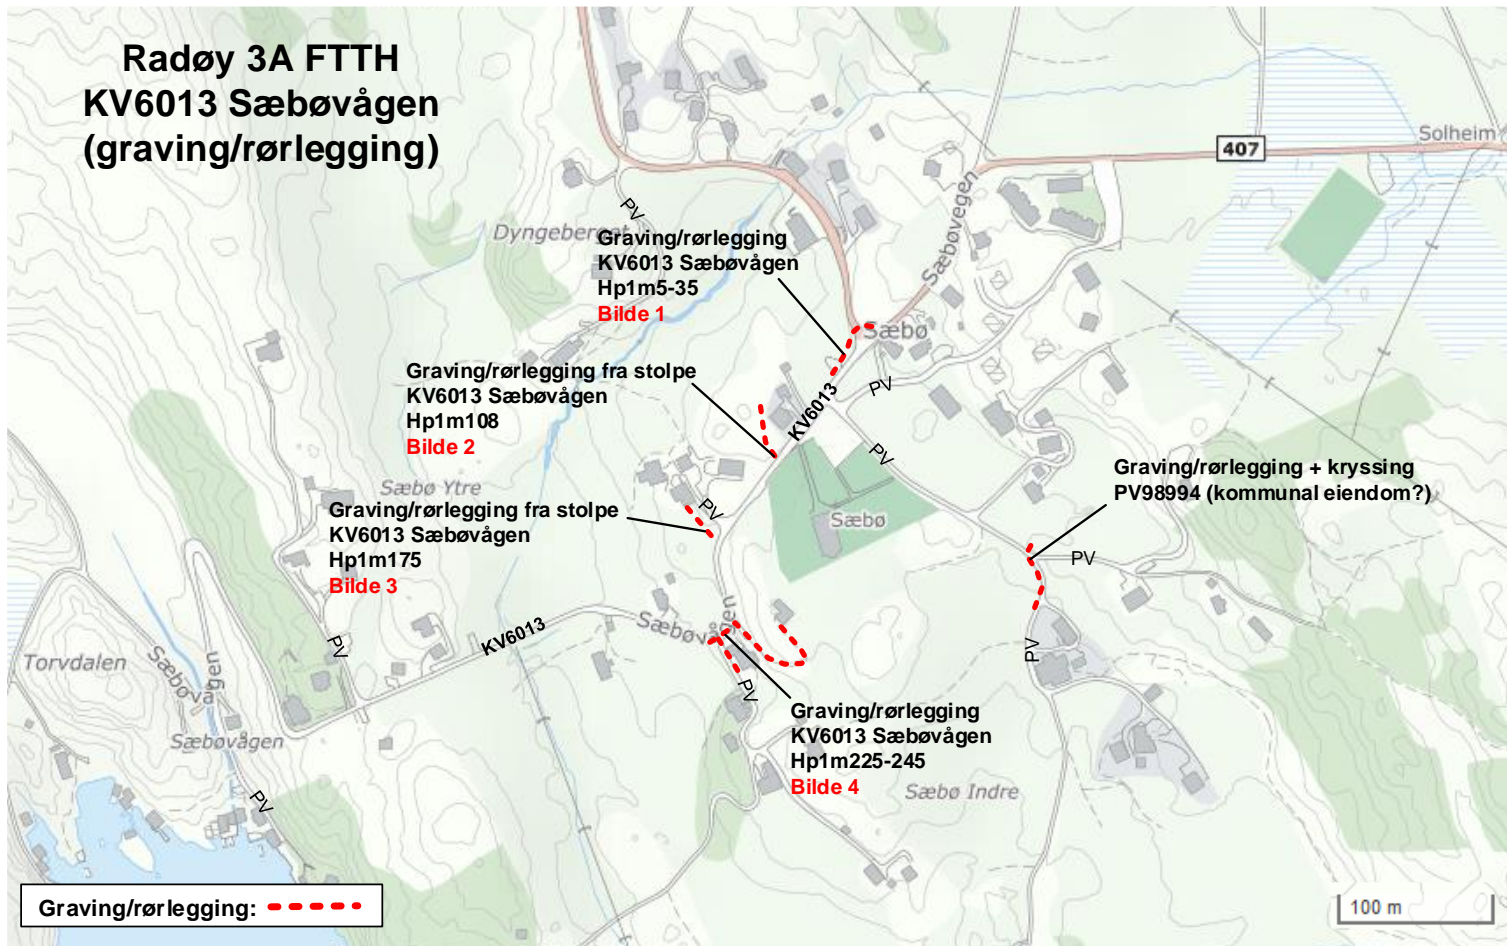 Radøy 3A FTTH
KV6013 Sæbøvågen
(graving/rørlegging)
407
Solheim
Sæbøvegen
PV
Dyngeberget
Graving/rørlegging
KV6013 Sæbøvågen
Hp1m5-35
Bilde 1
Sæbø
Graving/rørlegging fra stolpe
KV6013 Sæbøvågen
Hp1m108
Bilde 2
PV
KV6013
PV
Graving/rørlegging + kryssing
PV98994 (kommunal eiendom?)
Sæbø Ytre
Graving/rørlegging fra stolpe
KV6013 Sæbøvågen
Hp1m175
Bilde 3
PV
Sæbø
PV
Sæbøvågen
KV6013
PV
PV
PV
Torvdalen
Sæbøvågen
Sæbøvågen
PV
Graving/rørlegging
KV6013 Sæbøvågen
Hp1m225-245
Bilde 4
Sæbø Indre
Graving/rørlegging:
100 m